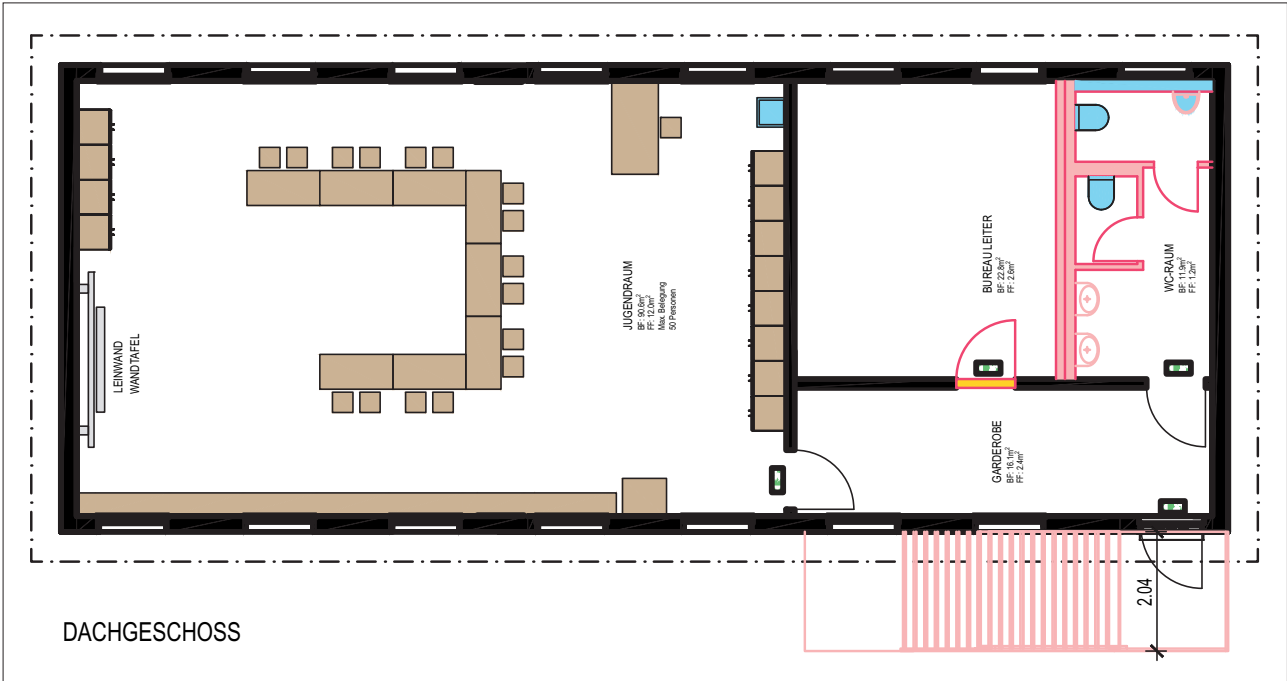 LEINWAND
WANDTAFEL
JUGENDRAUM
BF: 90.6m²
FF: 12.0m²
Max. Belegung
50 Personen
BUREAU LEITER
BF: 22.8m²
FF: 2.6m²
WC-RAUM
BF: 11.9m²
FF: 1.2m²
GARDEROBE
BF: 16.1m²
FF: 2.4m²
2.04
DACHGESCHOSS